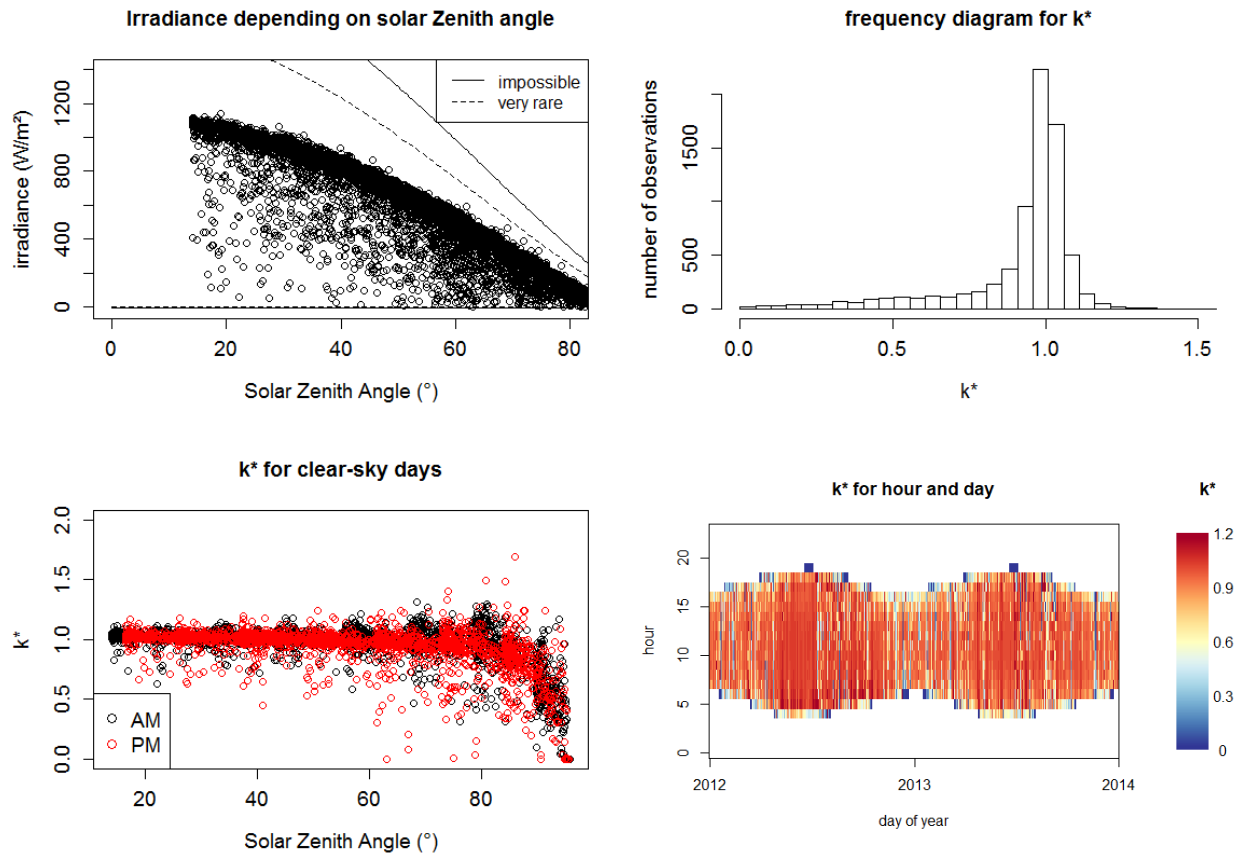 Irradiance depending on solar Zenith angle
irradiance (W/m²)
1200
800
400
0
impossible
very rare
0 20 40 60 80
Solar Zenith Angle (°)
frequency diagram for k*
number of observations
1500
500
0
0.0 0.5 1.0 1.5
k*
k* for clear-sky days
k*
2.0
1.5
1.0
0.5
0.0
AM
PM
20 40 60 80
Solar Zenith Angle (°)
k* for hour and day
hour
20
15
10
5
0
2012 2013 2014
day of year
k*
1.2
0.9
0.6
0.3
0